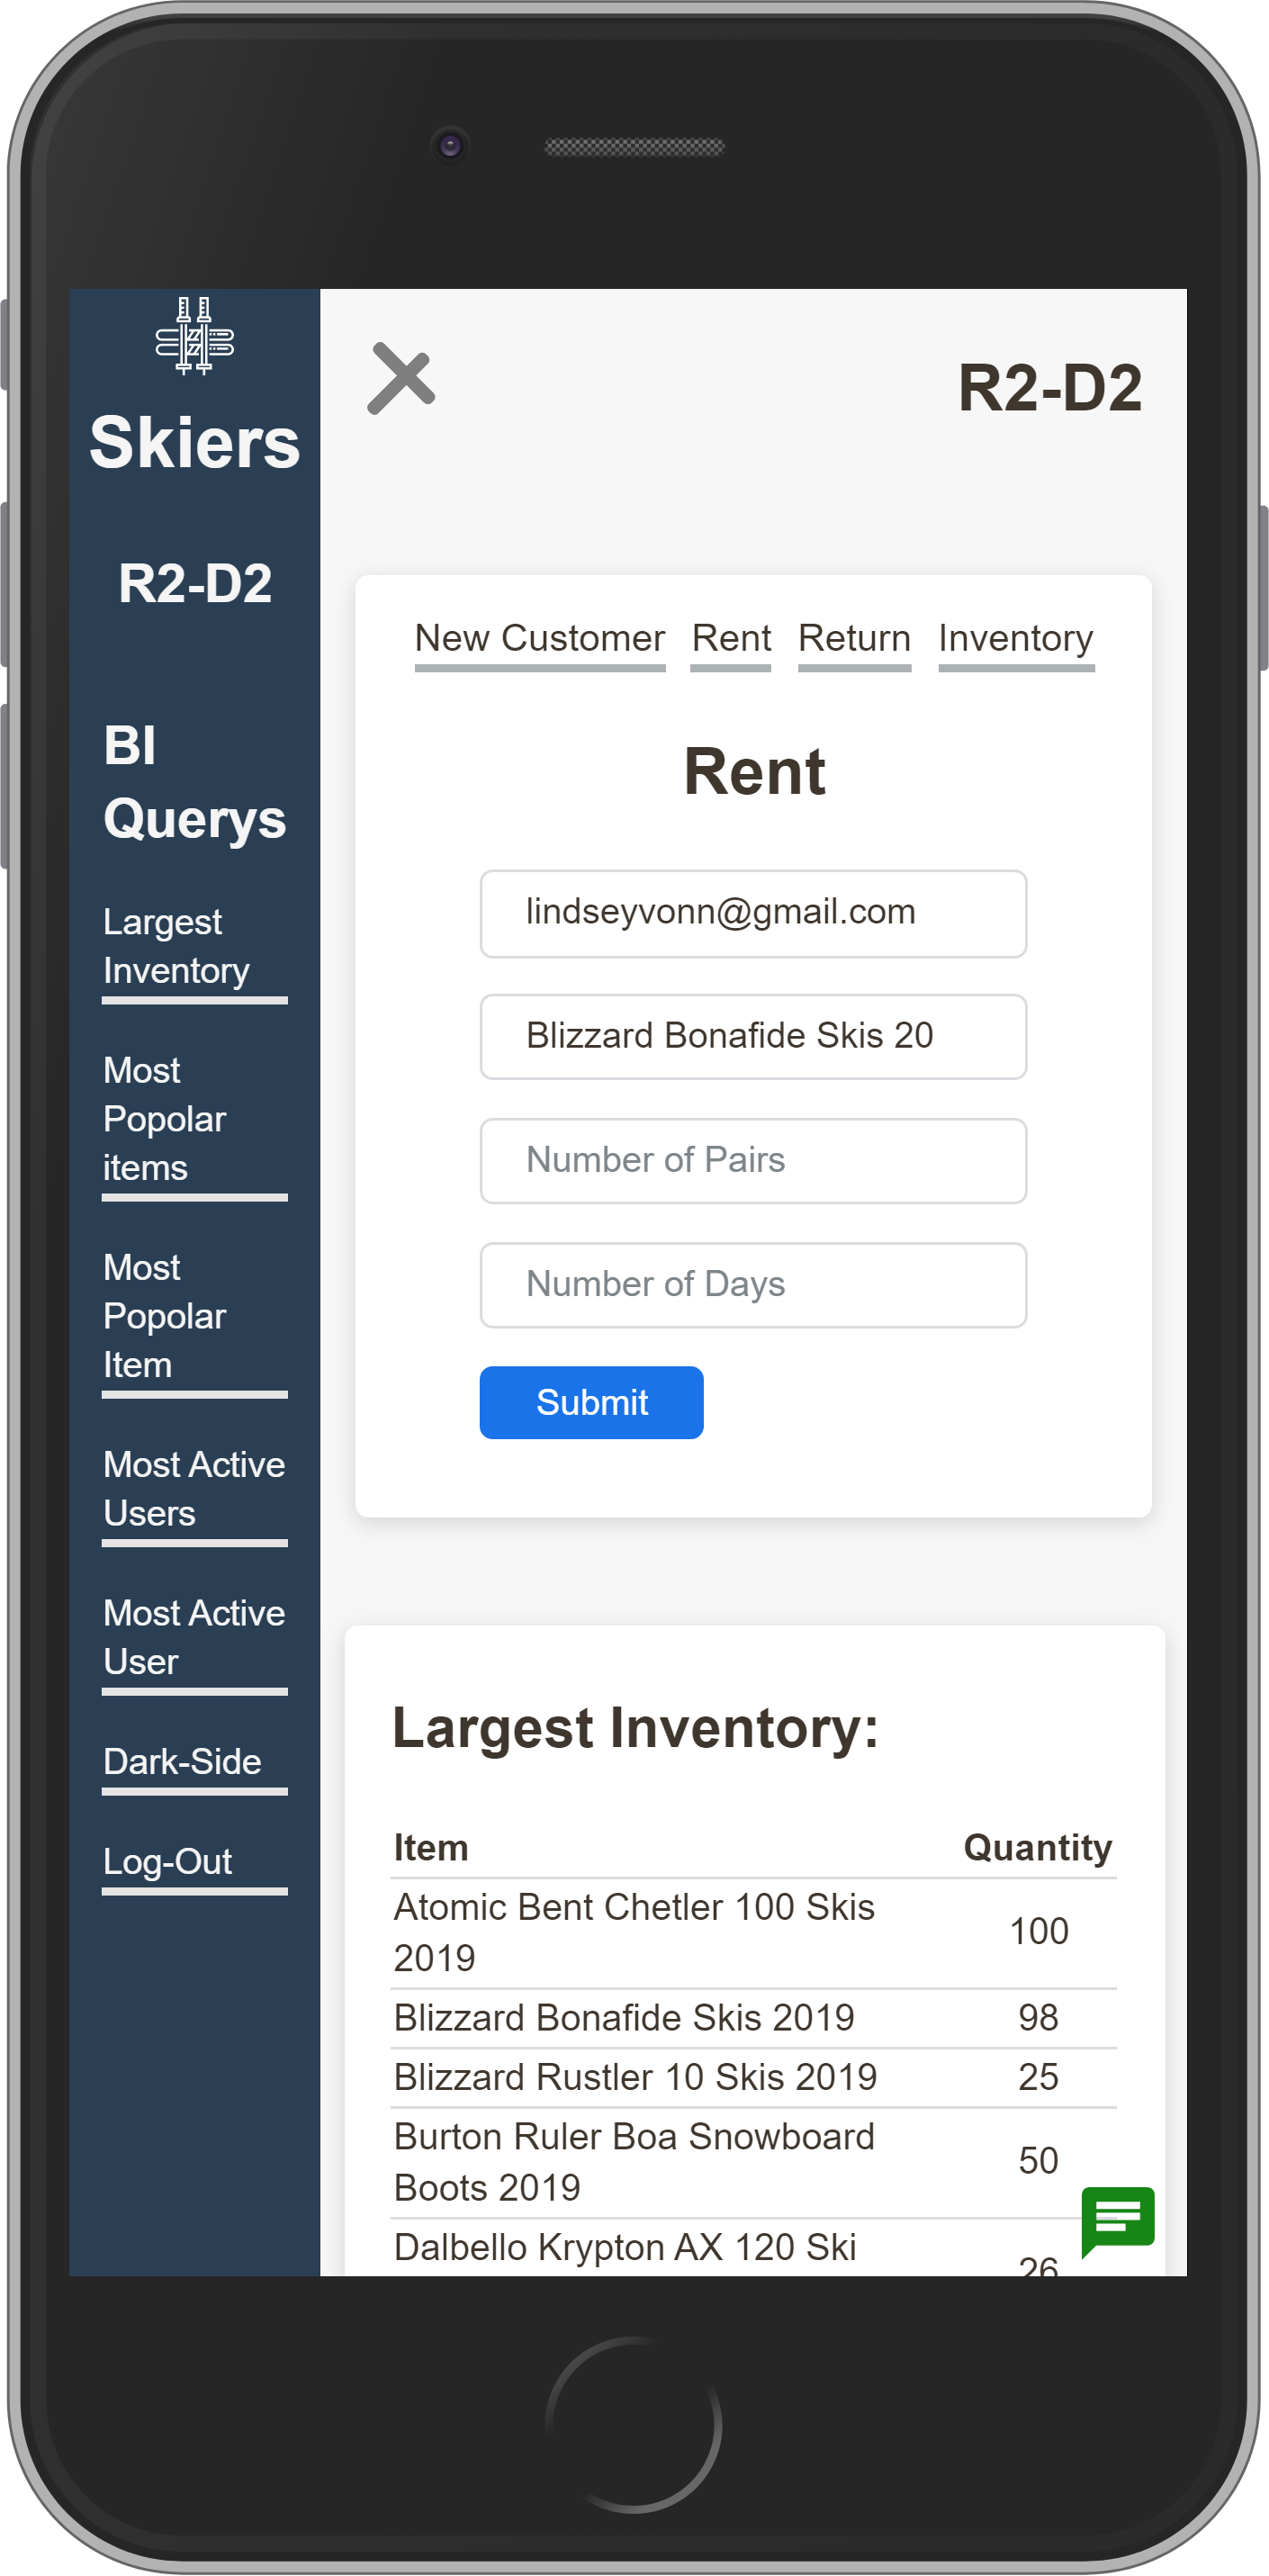 Skiers
R2-D2
BI
Querys
Largest
Inventory
Most
Popolar
items
Most
Popolar
Item
Most Active
Users
Most Active
User
Dark-Side
Log-Out
R2-D2
New Customer Rent Return Inventory
Rent
lindseyvonn@gmail.com
Blizzard Bonafide Skis 20
Number of Pairs
Number of Days
Submit
Largest Inventory:
Item Quantity
Atomic Bent Chetler 100 Skis
2019
100
Blizzard Bonafide Skis 2019 98
Blizzard Rustler 10 Skis 2019 25
Burton Ruler Boa Snowboard
Boots 2019
50
Dalbello Krypton AX 120 Ski
26